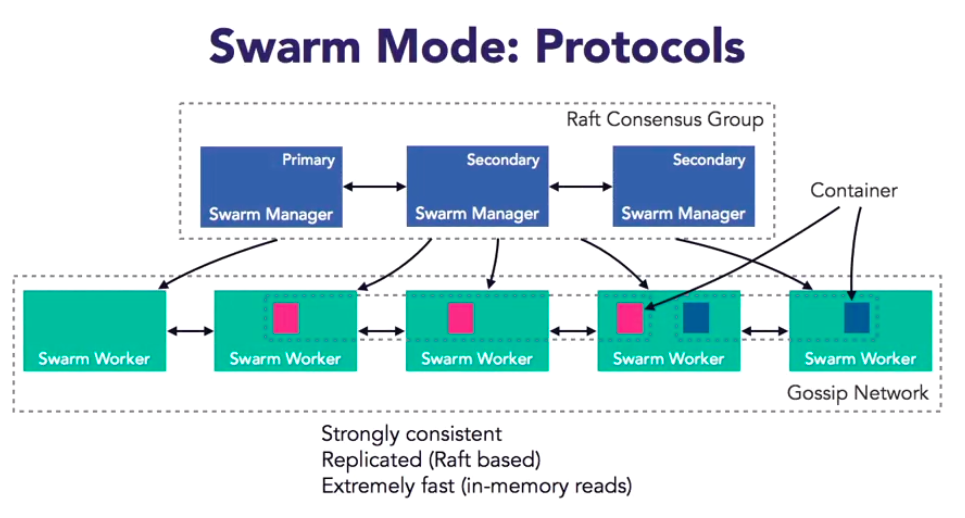 Swarm Mode: Protocols
Raft Consensus Group
Primary
Swarm Manager
Secondary
Swarm Manager
Secondary
Swarm Manager
Container
Swarm Worker
Swarm Worker
Swarm Worker
Swarm Worker
Swarm Worker
Gossip Network
Strongly consistent
Replicated (Raft based)
Extremely fast (in-memory reads)